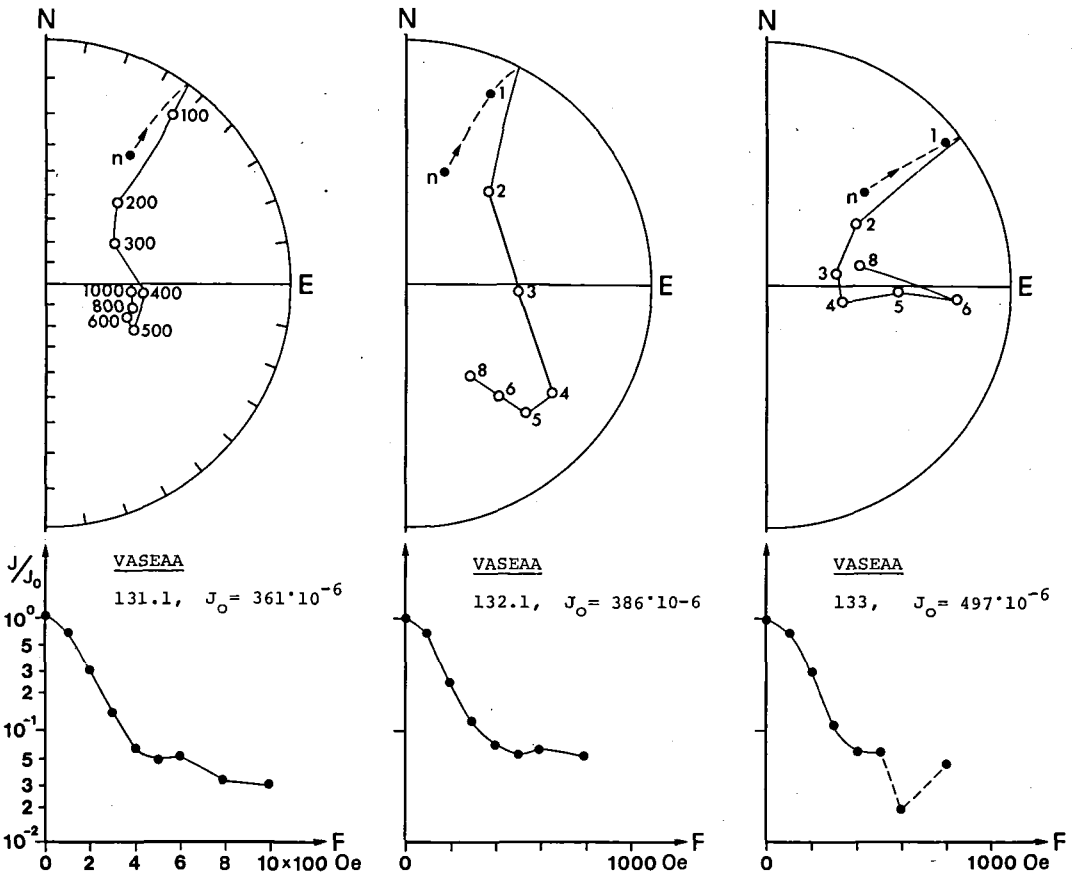 N
n
100
200
300
400
1000
800
600
500
E
N
n
1
2
3
4
5
6
8
E
N
1
n
2
3
8
4
5
6
E
J/J₀
VASEAA
131.1, J₀= 361·10⁻⁶
10⁰
5
3
2
10⁻¹
5
3
2
10⁻²
0 2 4 6 8 10×100 Oe
F
VASEAA
132.1, J₀= 386·10-6
0 1000 Oe
F
VASEAA
133, J₀= 497·10⁻⁶
0 1000 Oe
F